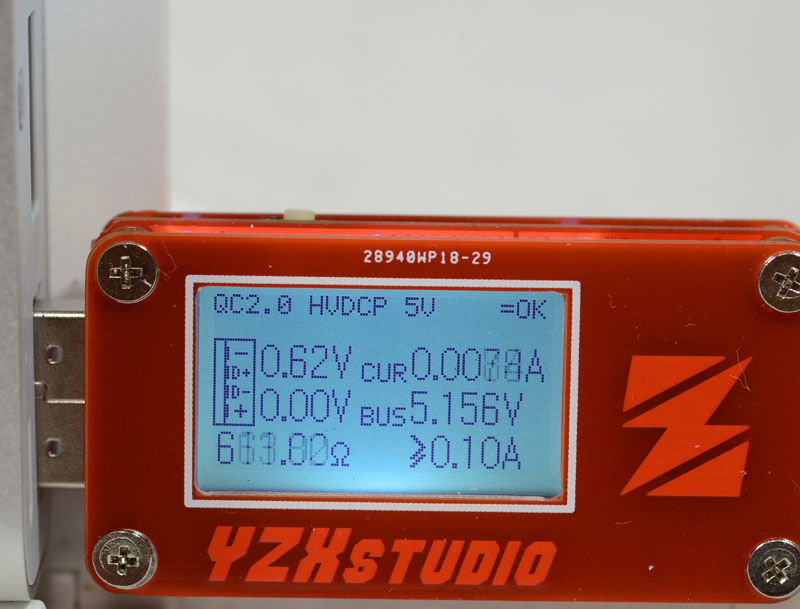 28940WP18-29
QC2.0 HVDCP 5V =OK
- D+ 0.62V CUR
D- + 0.00V BUS 5.156V
≥0.10A
YZXSTUDIO